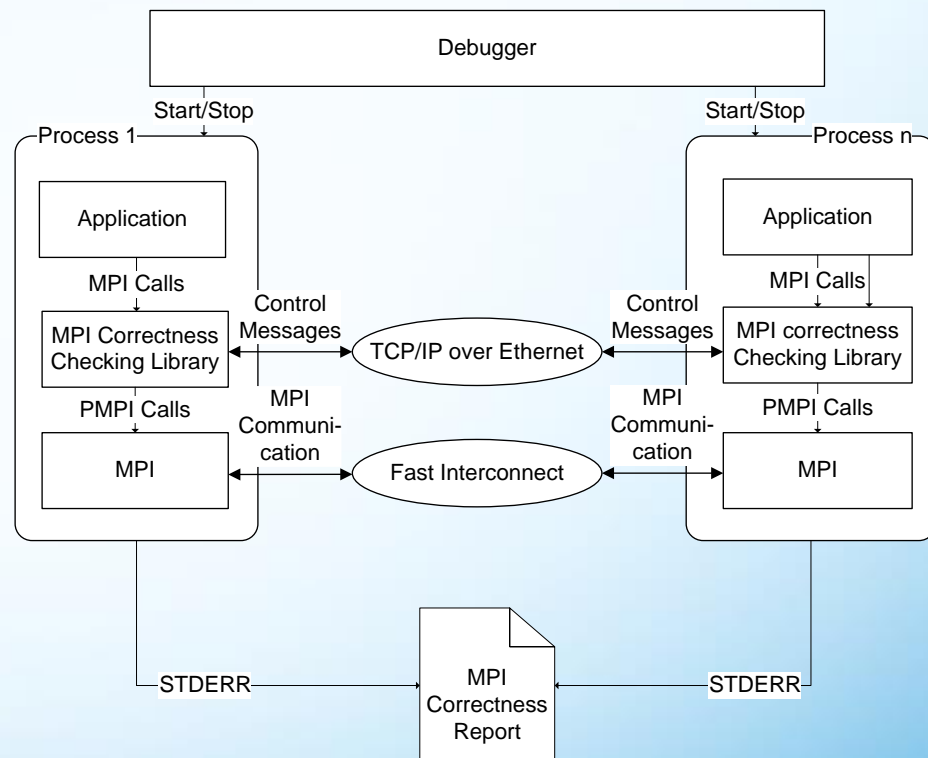 Debugger
Start/Stop
Start/Stop
Process 1
Process n
Application
Application
MPI Calls
MPI Calls
Control
Messages
Control
Messages
MPI Correctness
Checking Library
TCP/IP over Ethernet
MPI correctness
Checking Library
PMPI Calls
MPI
Communi-
cation
MPI
Communi-
cation
PMPI Calls
MPI
Fast Interconnect
MPI
STDERR
MPI
Correctness
Report
STDERR